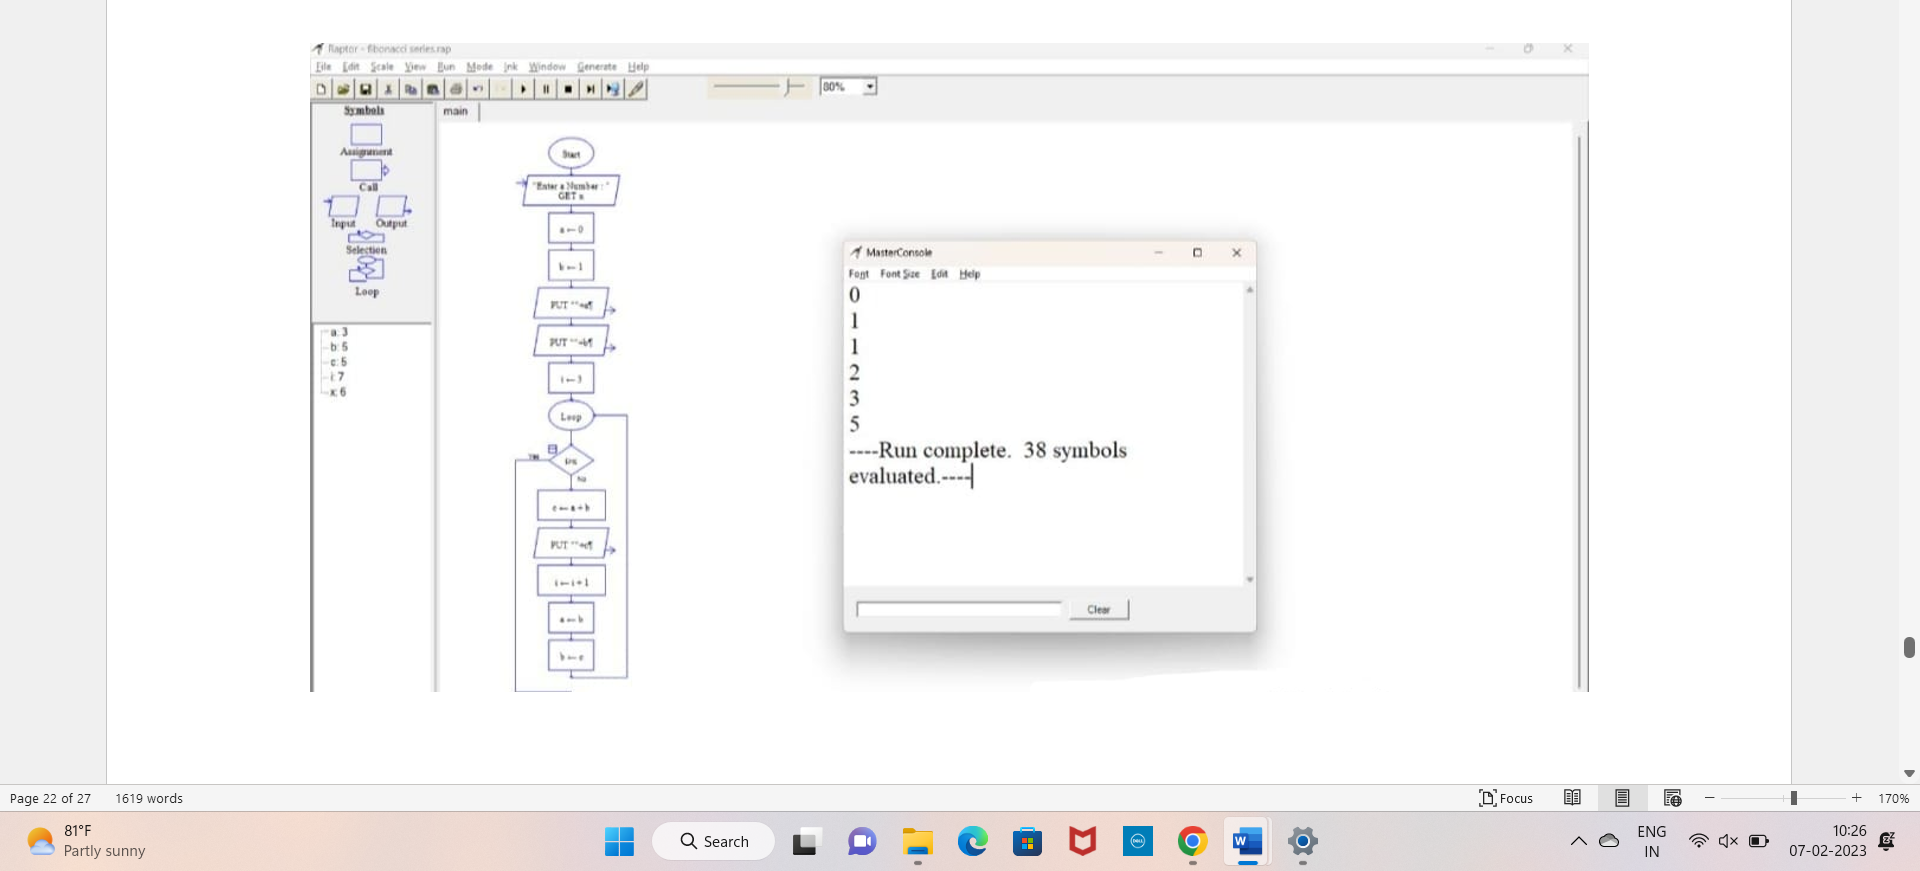 Raptor - fibonacci series.rap
File Edit Scale View Run Mode Ink Window Generate Help
80%
Symbols
main
Assignment
Call
Input Output
Selection
Loop
a: 3
b: 5
c: 5
i: 7
x: 6
Start
"Enter a Number : "
GET x
a ← 0
b ← 1
PUT ""+a¶
PUT ""+b¶
i ← 3
Loop
Yes
No
c ← a + b
PUT ""+c¶
i ← i + 1
a ← b
b ← c
MasterConsole
Font Font Size Edit Help
0
1
1
2
3
5
----Run complete. 38 symbols
evaluated.----
Clear
Page 22 of 27 1619 words
Focus
170%
81°F
Partly sunny
Search
DELL
W
ENG
IN
10:26
07-02-2023